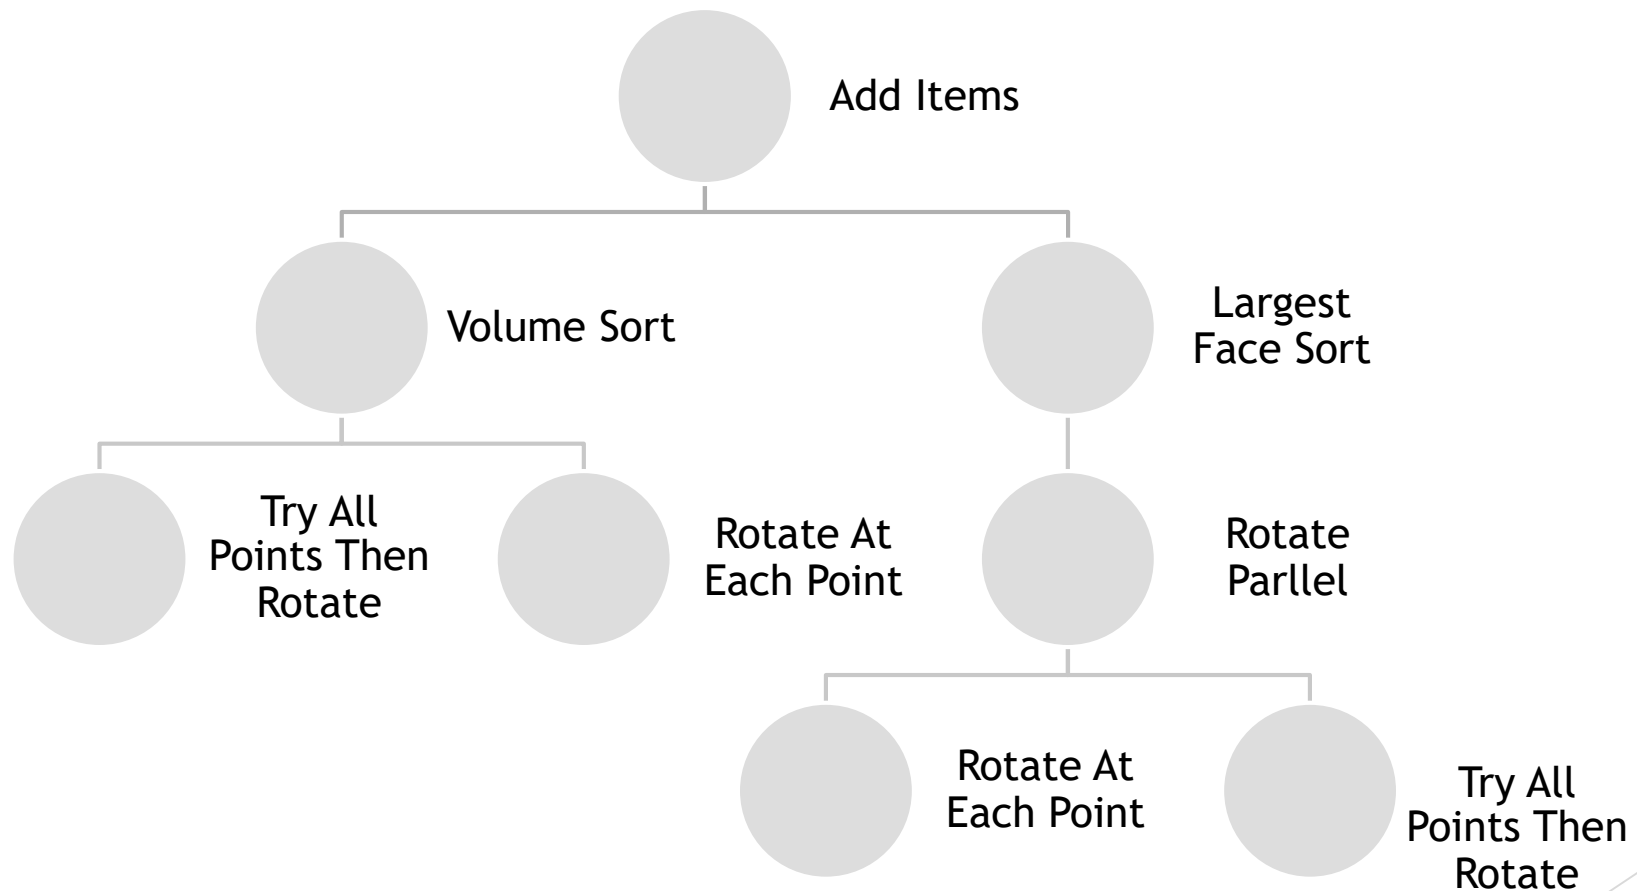 Add Items
Volume Sort
Largest
Face Sort
Try All
Points Then
Rotate
Rotate At
Each Point
Rotate
Parllel
Rotate At
Each Point
Try All
Points Then
Rotate